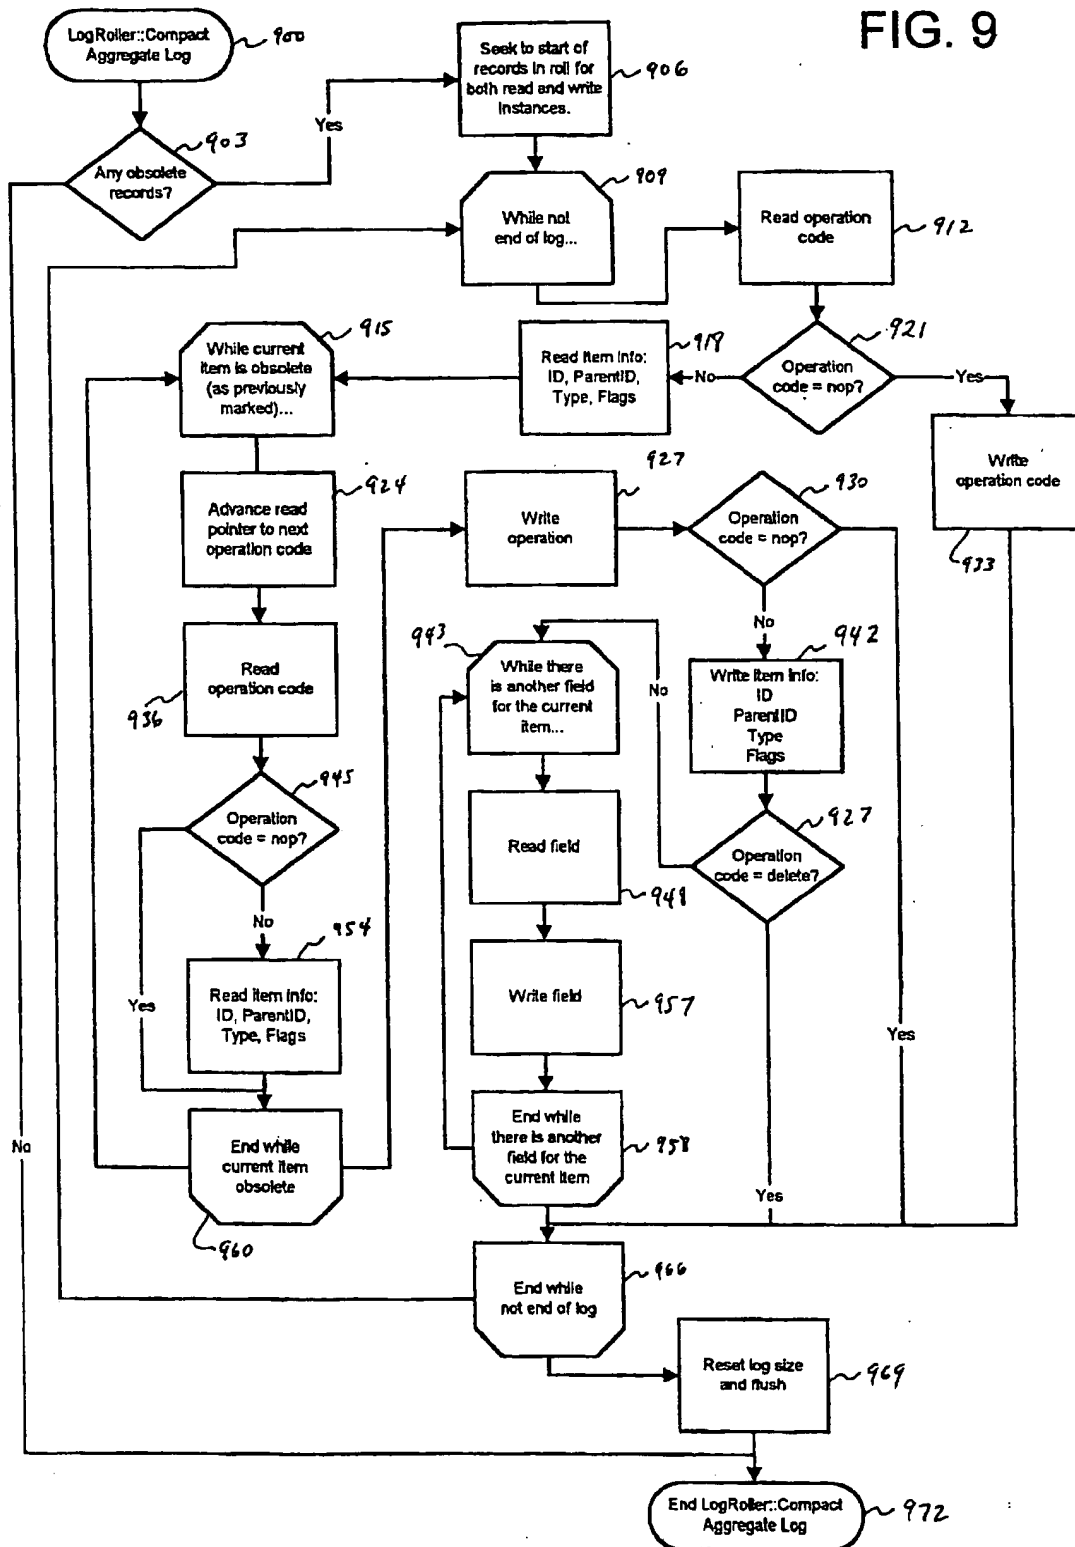 FIG. 9
LogRoller::Compact
Aggregate Log
900
Any obsolete
records?
903
Yes
No
Seek to start of
records in roll for
both read and write
instances.
906
While not
end of log...
909
Read operation
code
912
Operation
code = nop?
921
No
Yes
Read Item Info:
ID, ParentID,
Type, Flags
918
While current
item is obsolete
(as previously
marked)...
915
Write
operation code
933
Advance read
pointer to next
operation code
924
Write
operation
927
Operation
code = nop?
930
No
Yes
Read
operation code
936
While there
is another field
for the current
item...
943
No
Write Item Info:
ID
ParentID
Type
Flags
942
Operation
code = nop?
945
No
Yes
Read field
948
Operation
code = delete?
927
Yes
Read Item Info:
ID, ParentID,
Type, Flags
954
Write field
957
End while
current item
obsolete
960
End while
there is another
field for the
current item
958
End while
not end of log
966
Reset log size
and flush
969
End LogRoller::Compact
Aggregate Log
972